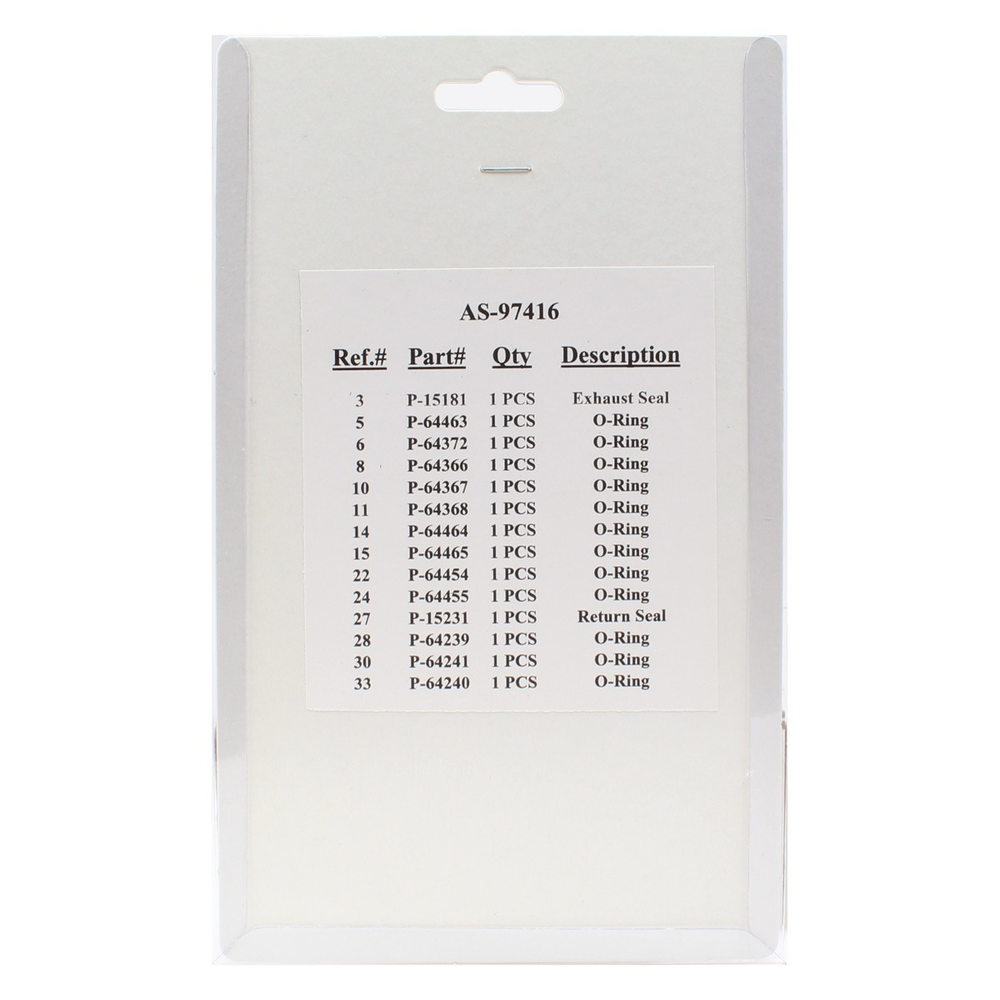 AS-97416
Ref.# Part# Qty Description
3 P-15181 1 PCS Exhaust Seal
5 P-64463 1 PCS O-Ring
6 P-64372 1 PCS O-Ring
8 P-64366 1 PCS O-Ring
10 P-64367 1 PCS O-Ring
11 P-64368 1 PCS O-Ring
14 P-64464 1 PCS O-Ring
15 P-64465 1 PCS O-Ring
22 P-64454 1 PCS O-Ring
24 P-64455 1 PCS O-Ring
27 P-15231 1 PCS Return Seal
28 P-64239 1 PCS O-Ring
30 P-64241 1 PCS O-Ring
33 P-64240 1 PCS O-Ring